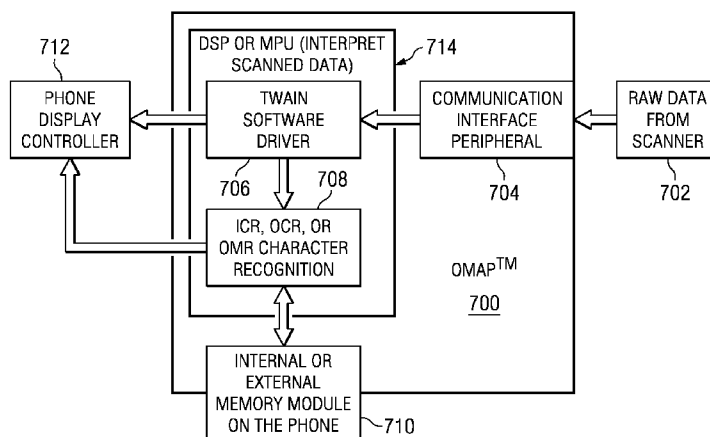 712
DSP OR MPU (INTERPRET
SCANNED DATA)
714
PHONE
DISPLAY
CONTROLLER
TWAIN
SOFTWARE
DRIVER
COMMUNICATION
INTERFACE
PERIPHERAL
RAW DATA
FROM
SCANNER
706
708
704
702
ICR, OCR, OR
OMR CHARACTER
RECOGNITION
OMAP™
700
INTERNAL OR
EXTERNAL
MEMORY MODULE
ON THE PHONE
710